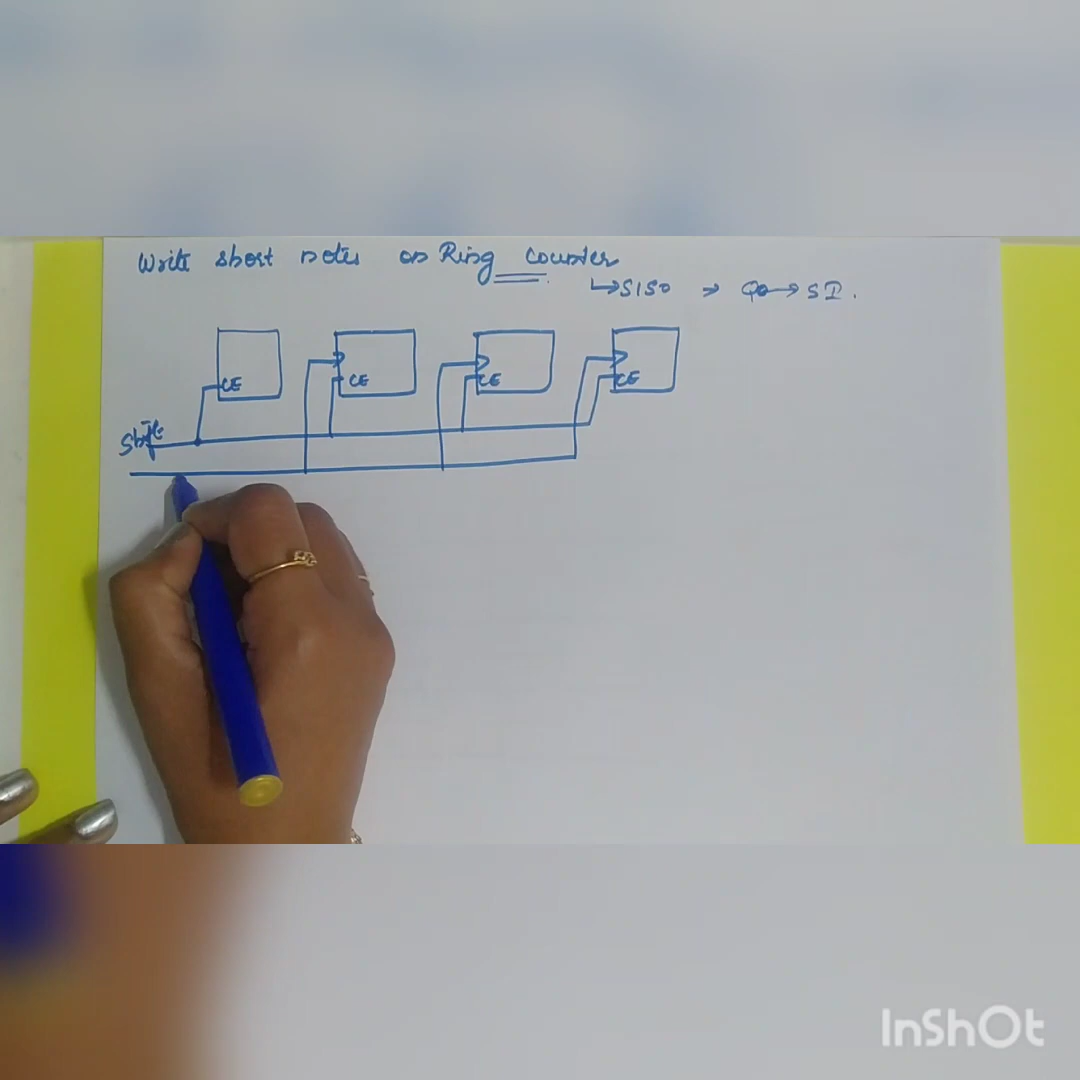 Write short notes on Ring Counter
↳SISO → Q0→SI.
CE CE CE CE
Shift
InShOt